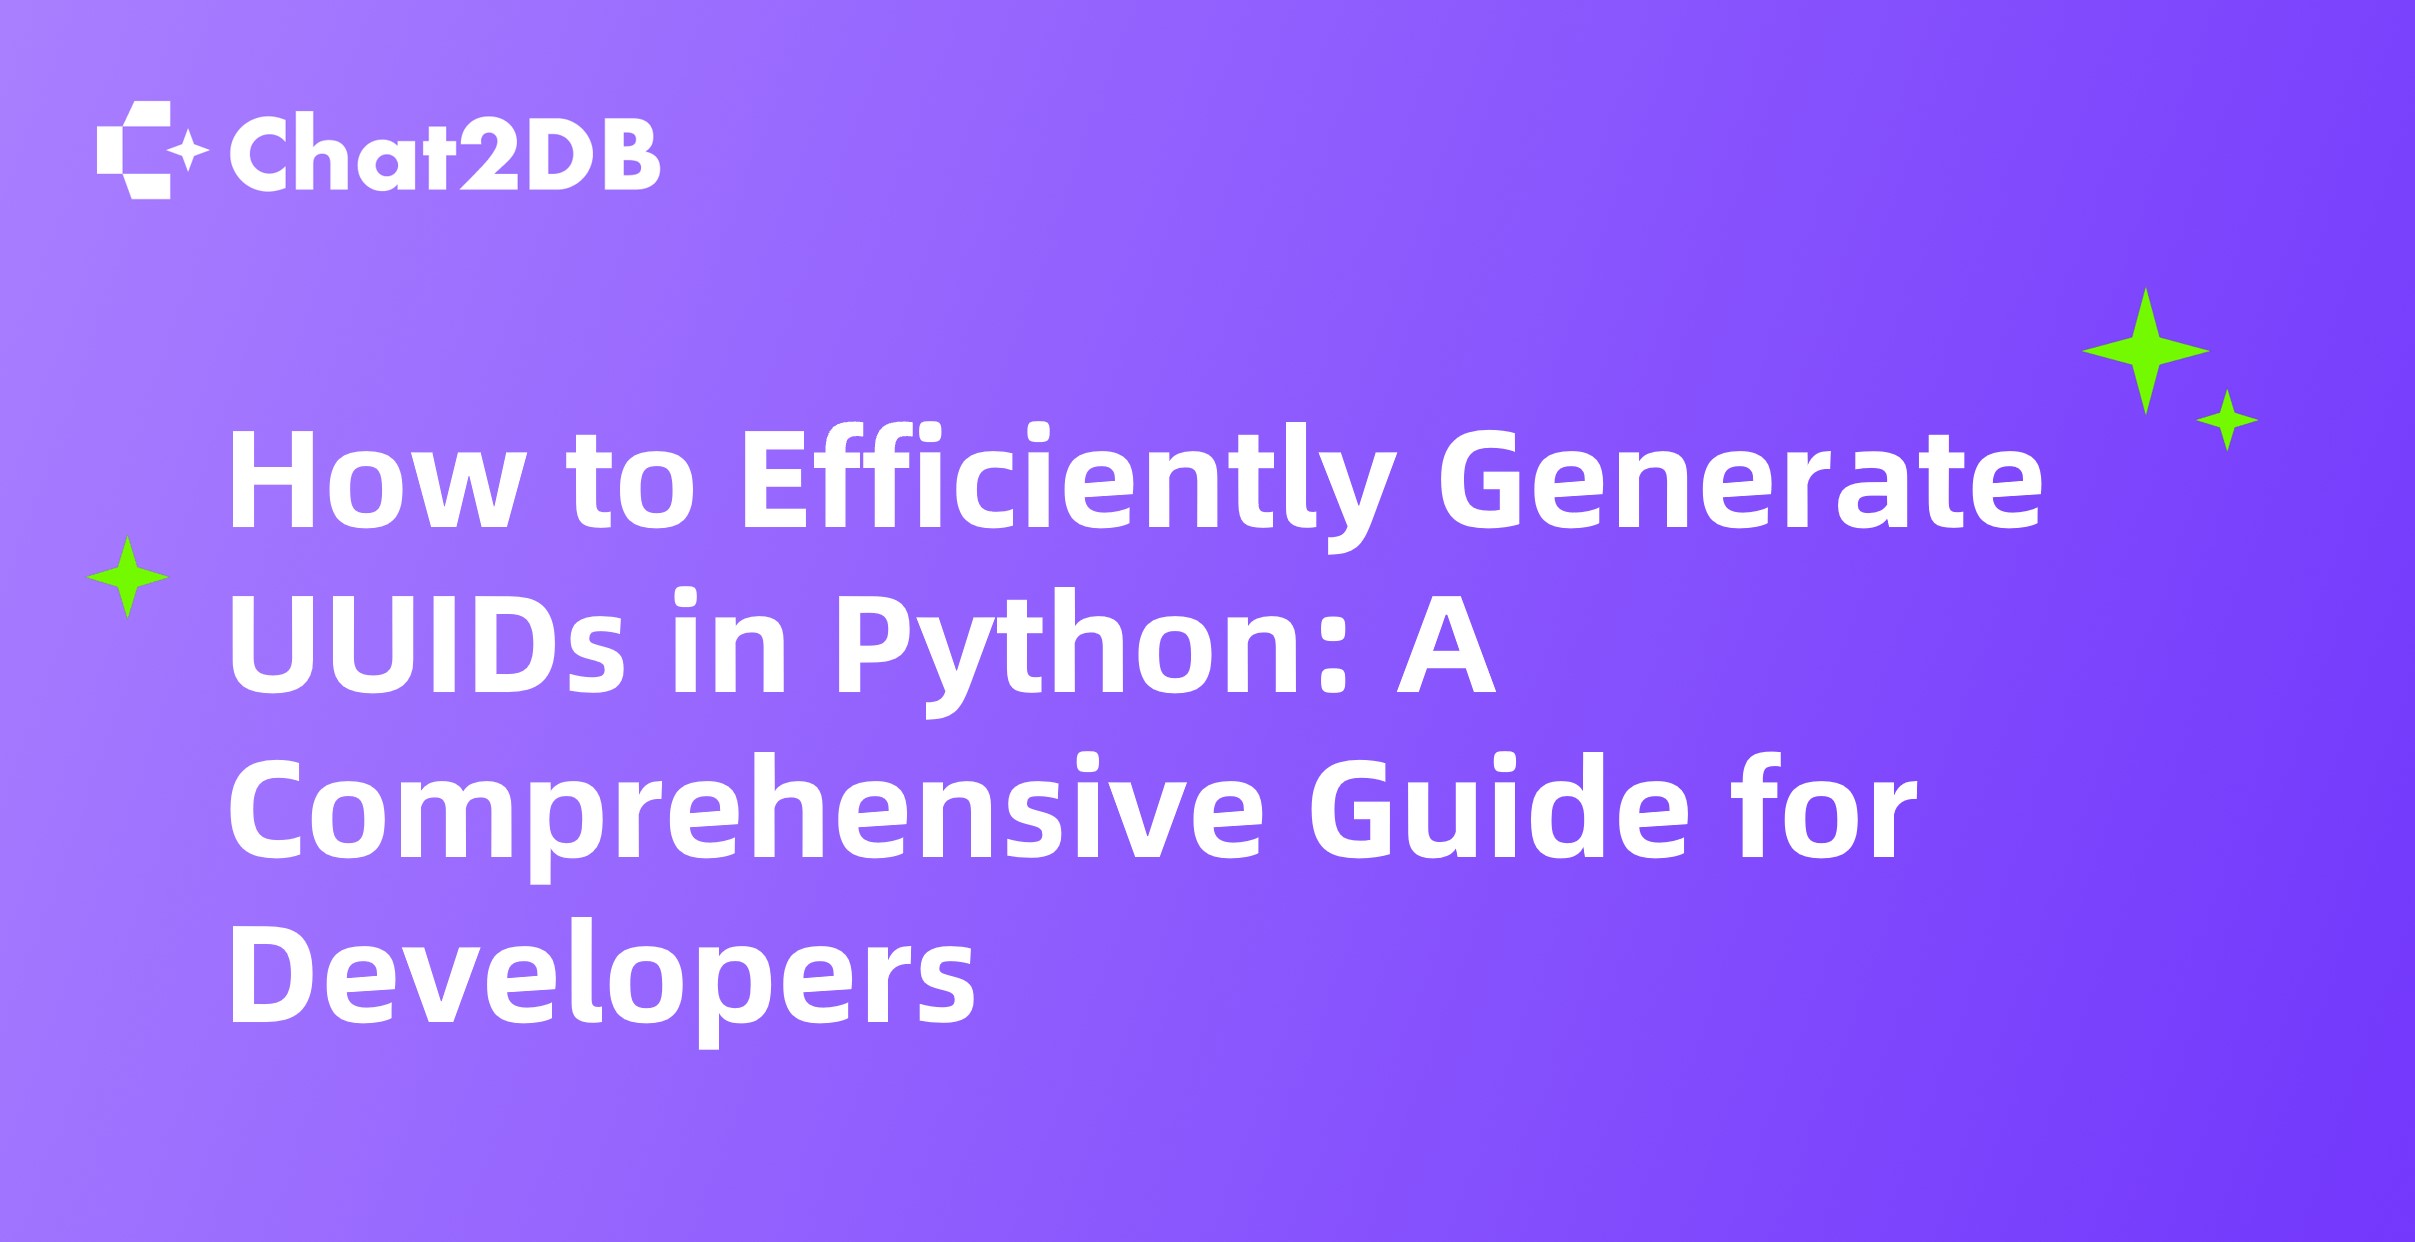 Chat2DB
How to Efficiently Generate
UUIDs in Python: A
Comprehensive Guide for
Developers